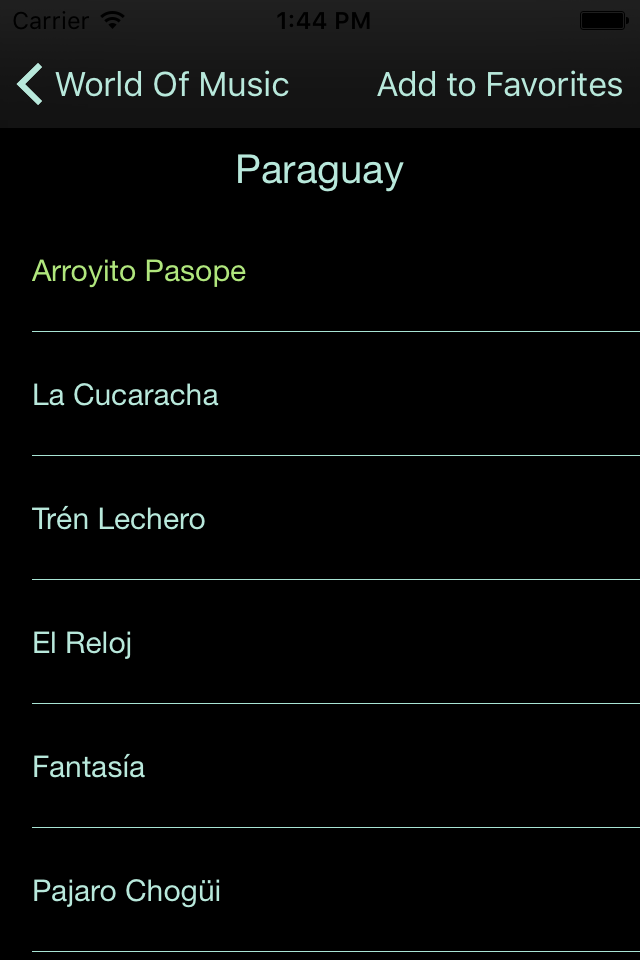 Carrier 1:44 PM
World Of Music Add to Favorites
Paraguay
Arroyito Pasope
La Cucaracha
Trén Lechero
El Reloj
Fantasía
Pajaro Chogüi